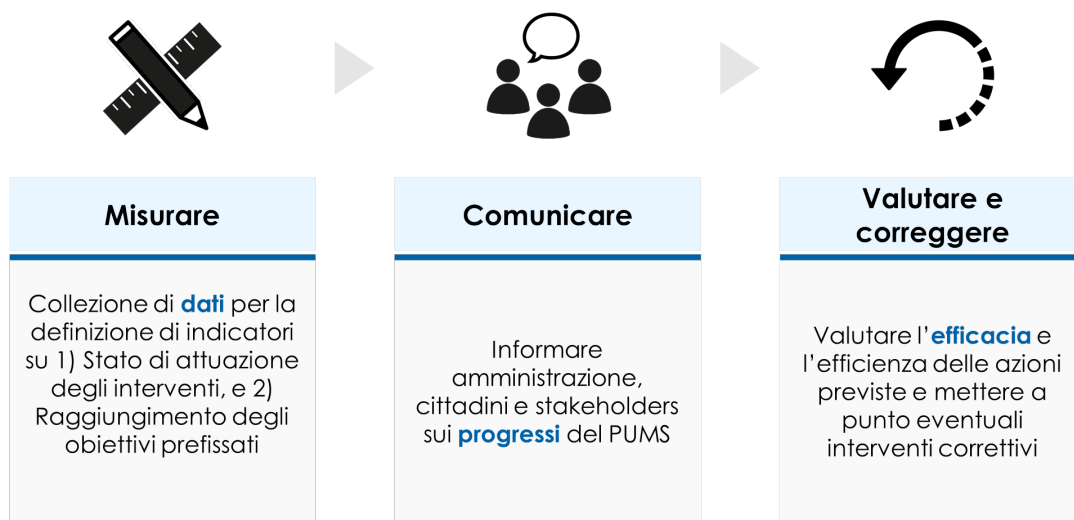 Misurare
Collezione di dati per la
definizione di indicatori
su 1) Stato di attuazione
degli interventi, e 2)
Raggiungimento degli
obiettivi prefissati
Comunicare
Informare
amministrazione,
cittadini e stakeholders
sui progressi del PUMS
Valutare e
correggere
Valutare l'efficacia e
l'efficienza delle azioni
previste e mettere a
punto eventuali
interventi correttivi